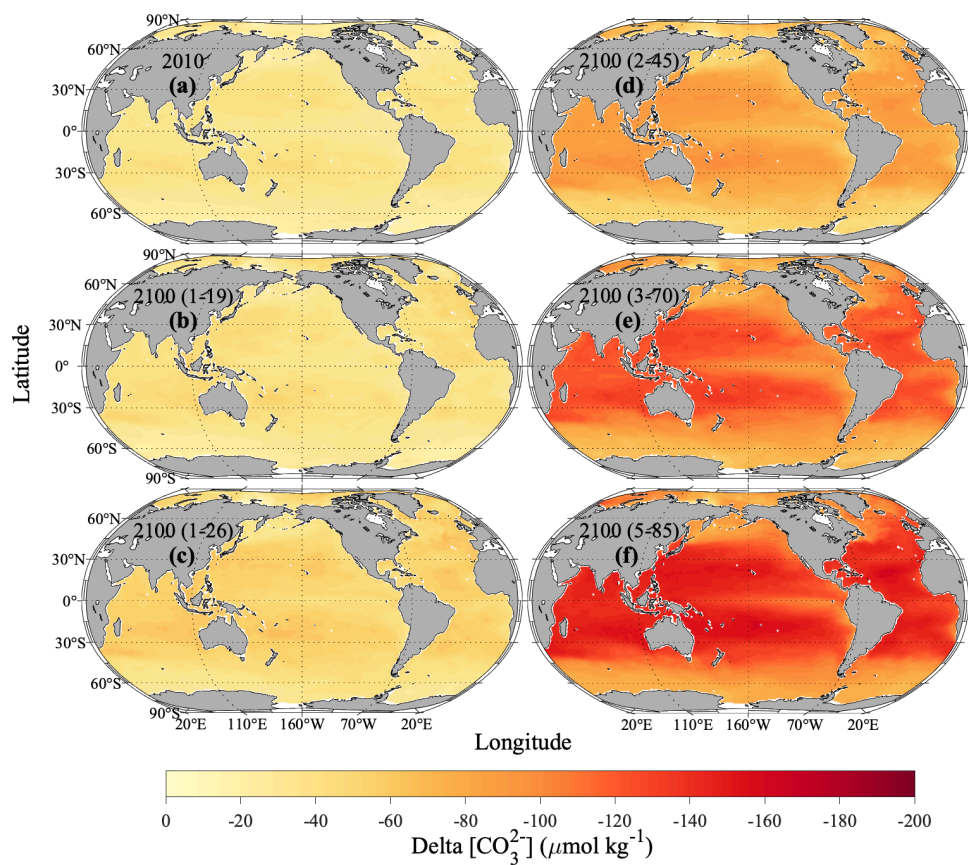 90°N
60°N
30°N
0°
30°S
60°S
2010
(a)
2100 (2-45)
(d)
90°N
60°N
30°N
0°
30°S
60°S
90°S
2100 (1-19)
(b)
2100 (3-70)
(e)
60°N
30°N
0°
30°S
60°S
90°S
2100 (1-26)
(c)
2100 (5-85)
(f)
Latitude
20°E 110°E 160°W 70°W 20°E
20°E 110°E 160°W 70°W 20°E
Longitude
0 -20 -40 -60 -80 -100 -120 -140 -160 -180 -200
Delta [CO₃²⁻] (μmol kg⁻¹)